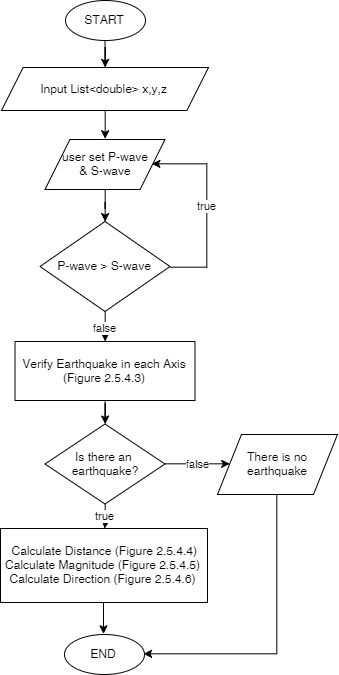 START
Input List<double> x,y,z
user set P-wave
& S-wave
true
P-wave > S-wave
false
Verify Earthquake in each Axis
(Figure 2.5.4.3)
Is there an
earthquake?
false
There is no
earthquake
true
Calculate Distance (Figure 2.5.4.4)
Calculate Magnitude (Figure 2.5.4.5)
Calculate Direction (Figure 2.5.4.6)
END